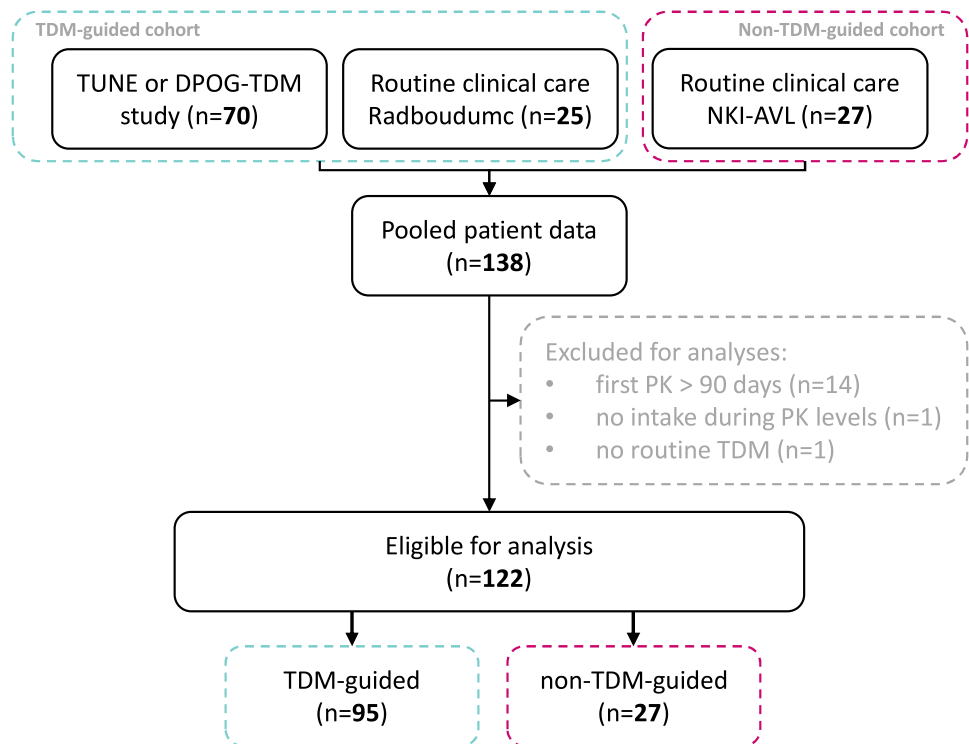 TDM-guided cohort
Non-TDM-guided cohort
TUNE or DPOG-TDM
study (n=70)
Routine clinical care
Radboudumc (n=25)
Routine clinical care
NKI-AVL (n=27)
Pooled patient data
(n=138)
Excluded for analyses:
• first PK > 90 days (n=14)
• no intake during PK levels (n=1)
• no routine TDM (n=1)
Eligible for analysis
(n=122)
TDM-guided
(n=95)
non-TDM-guided
(n=27)